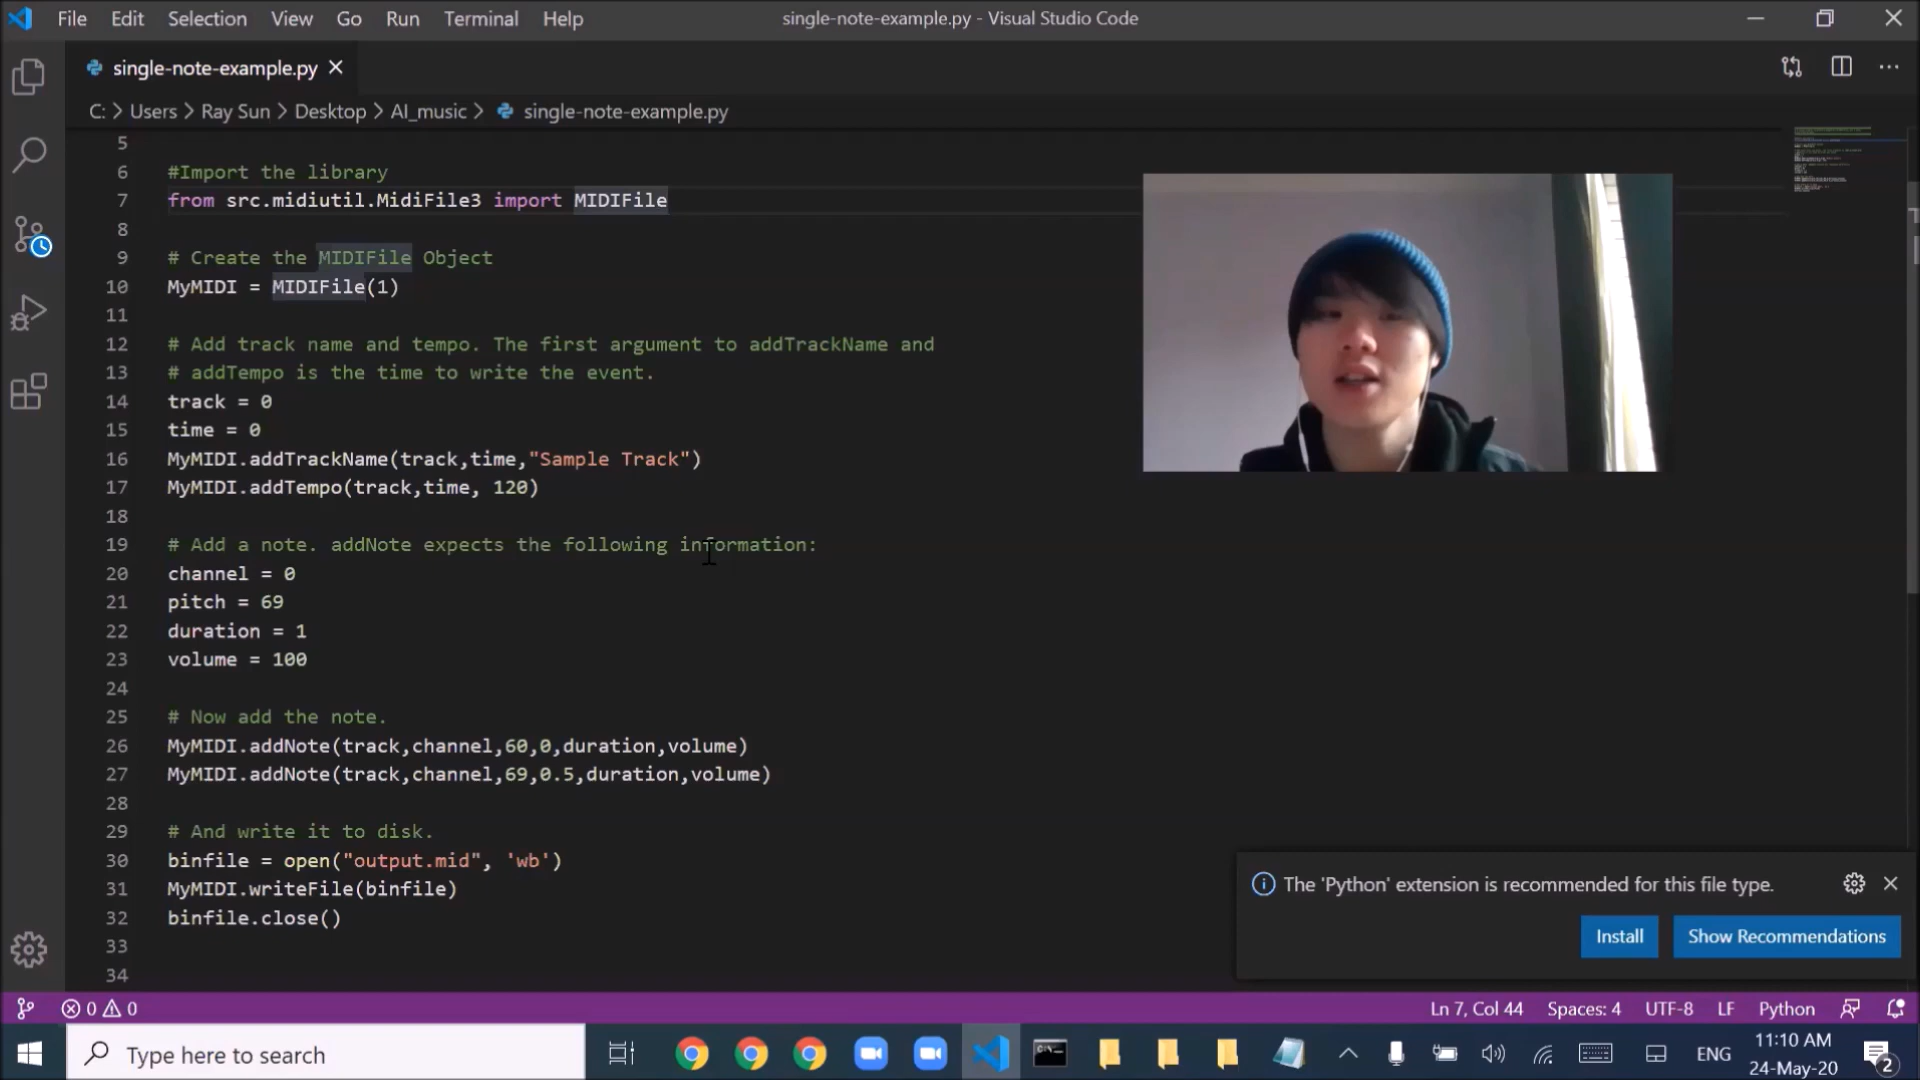 File Edit Selection View Go Run Terminal Help
single-note-example.py - Visual Studio Code
single-note-example.py
C: > Users > Ray Sun > Desktop > AI_music > single-note-example.py
5
6 #Import the library
7 from src.midiutil.MidiFile3 import MIDIFile
8
9 # Create the MIDIFile Object
10 MyMIDI = MIDIFile(1)
11
12 # Add track name and tempo. The first argument to addTrackName and
13 # addTempo is the time to write the event.
14 track = 0
15 time = 0
16 MyMIDI.addTrackName(track,time,"Sample Track")
17 MyMIDI.addTempo(track,time, 120)
18
19 # Add a note. addNote expects the following information:
20 channel = 0
21 pitch = 69
22 duration = 1
23 volume = 100
24
25 # Now add the note.
26 MyMIDI.addNote(track,channel,60,0,duration,volume)
27 MyMIDI.addNote(track,channel,69,0.5,duration,volume)
28
29 # And write it to disk.
30 binfile = open("output.mid", 'wb')
31 MyMIDI.writeFile(binfile)
32 binfile.close()
33
34
The 'Python' extension is recommended for this file type.
Install Show Recommendations
0 0
Ln 7, Col 44 Spaces: 4 UTF-8 LF Python
Type here to search
ENG
11:10 AM
24-May-20
2